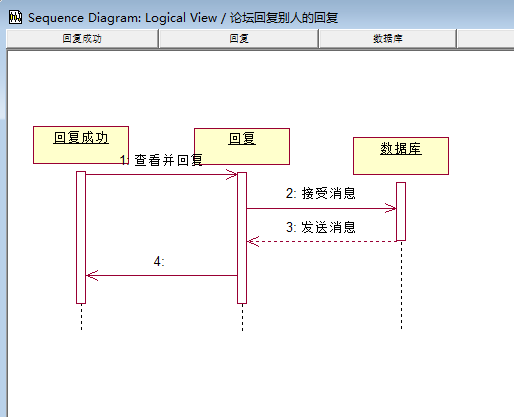 Sequence Diagram: Logical View / 论坛回复别人的回复
回复成功 回复 数据库
回复成功 回复 数据库
1: 查看并回复
2: 接受消息
3: 发送消息
4: